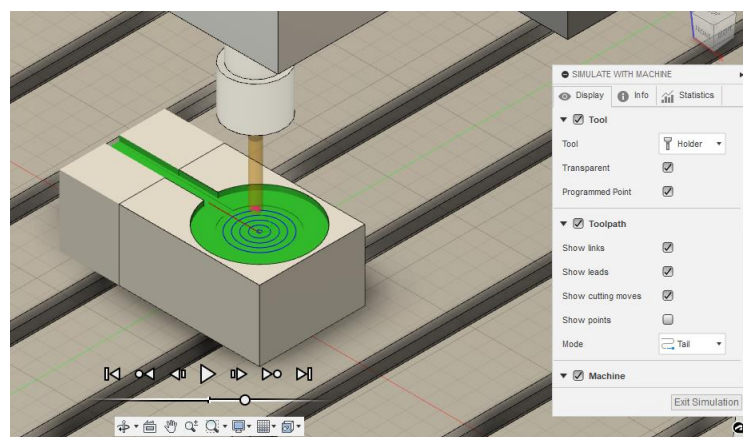 SIMULATE WITH MACHINE
Display Info Statistics
Tool
Tool Holder
Transparent
Programmed Point
Toolpath
Show links
Show leads
Show cutting moves
Show points
Mode Tail
Machine
Exit Simulation